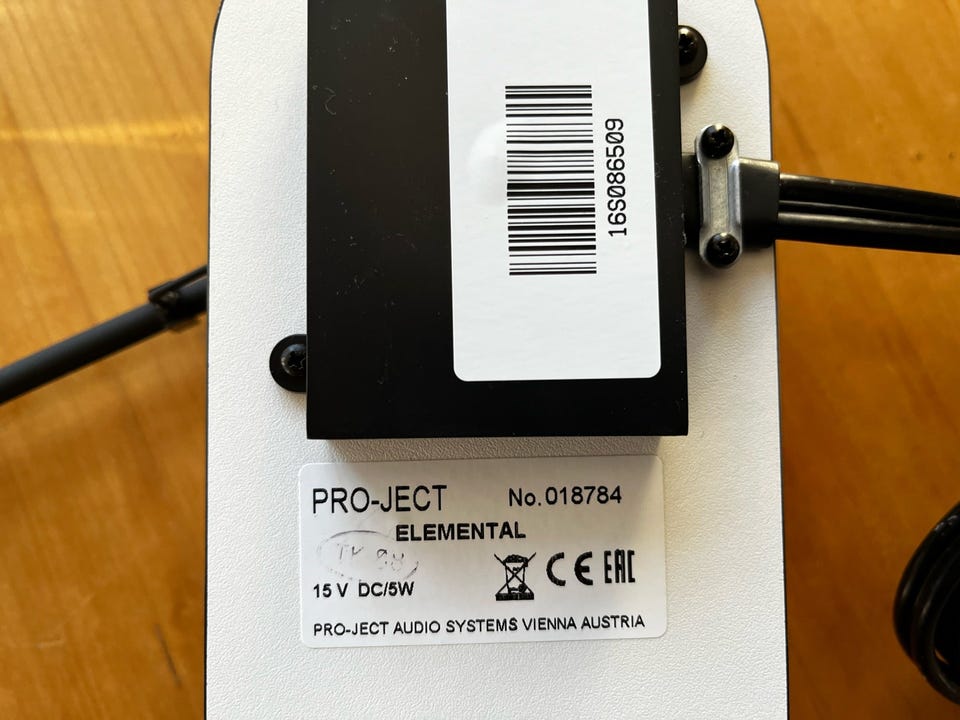 16S086509
PRO-JECT No. 018784
ELEMENTAL
15 V DC/5W
CE EAC
PRO-JECT AUDIO SYSTEMS VIENNA AUSTRIA